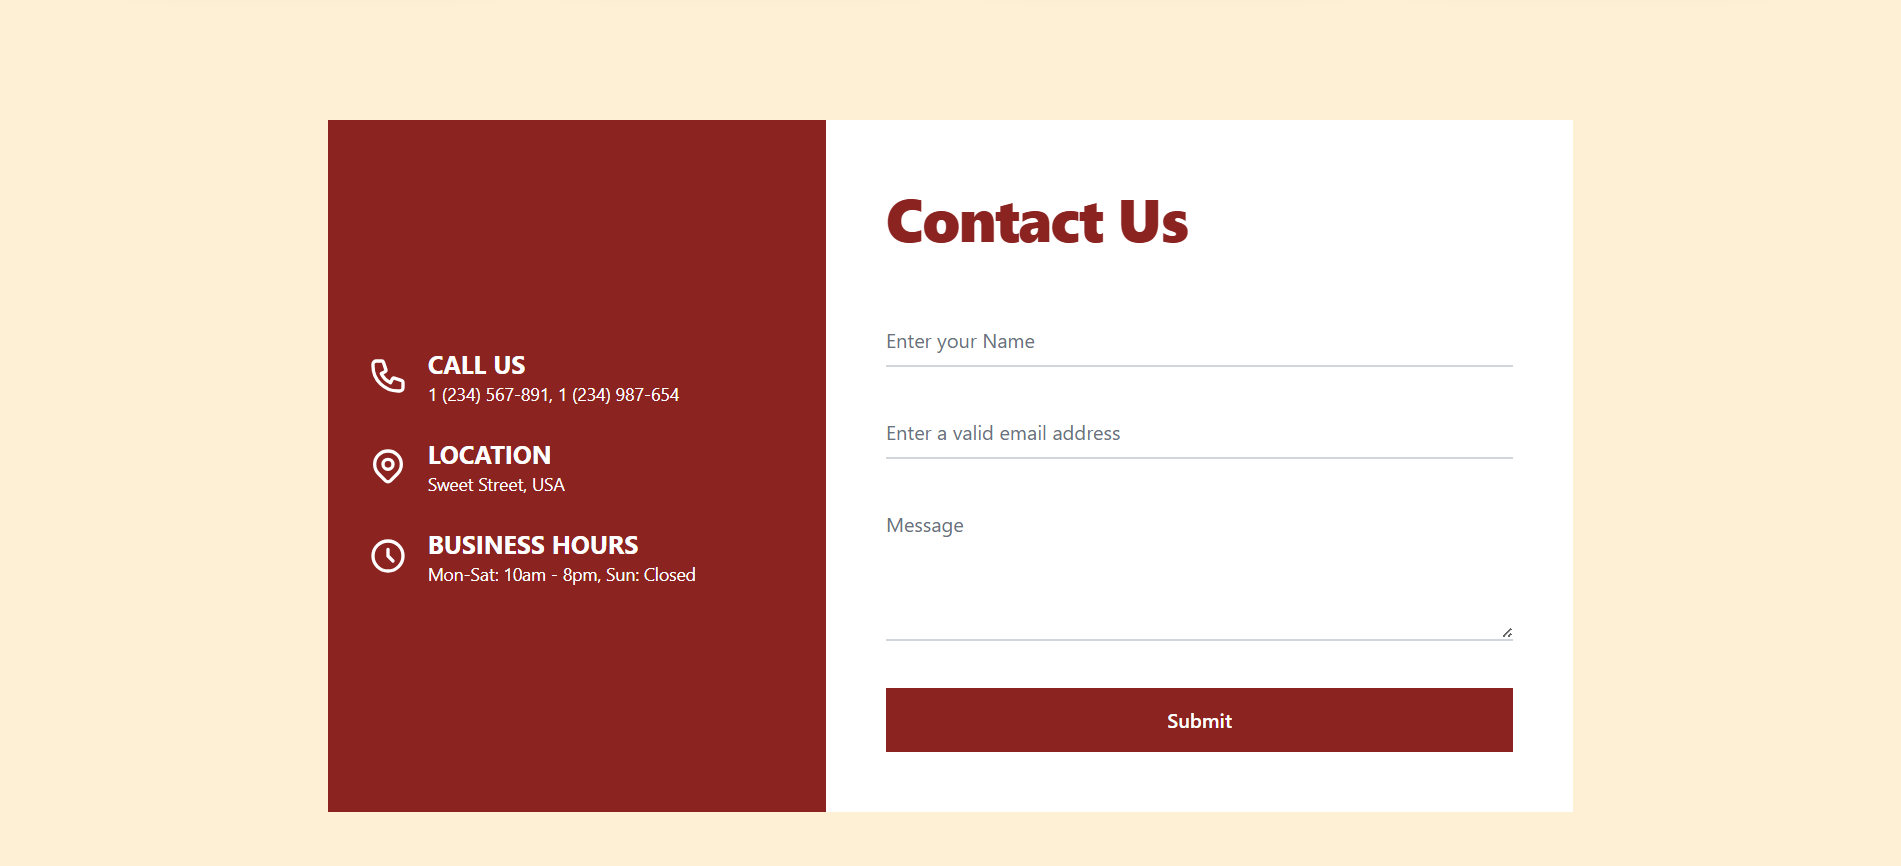 CALL US
1 (234) 567-891, 1 (234) 987-654
LOCATION
Sweet Street, USA
BUSINESS HOURS
Mon-Sat: 10am - 8pm, Sun: Closed
Contact Us
Enter your Name
Enter a valid email address
Message
Submit